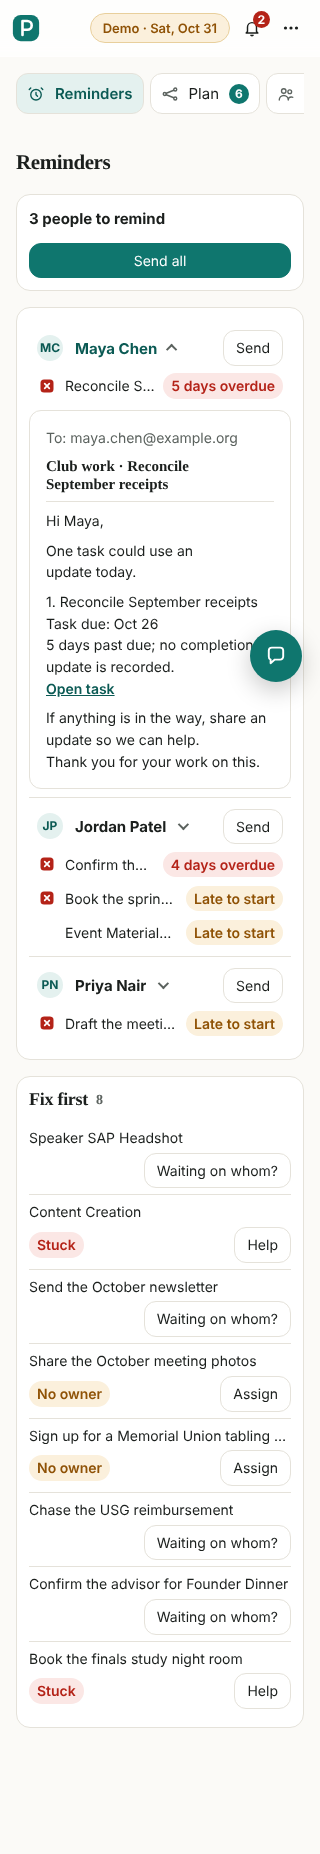 P
Demo · Sat, Oct 31
2
Reminders
Plan 6
Reminders
3 people to remind
Send all
MC Maya Chen Send
Reconcile S... 5 days overdue
To: maya.chen@example.org
Club work · Reconcile
September receipts
Hi Maya,
One task could use an
update today.
1. Reconcile September receipts
Task due: Oct 26
5 days past due; no completion
update is recorded.
Open task
If anything is in the way, share an
update so we can help.
Thank you for your work on this.
JP Jordan Patel Send
Confirm th... 4 days overdue
Book the sprin... Late to start
Event Material... Late to start
PN Priya Nair Send
Draft the meeti... Late to start
Fix first 8
Speaker SAP Headshot
Waiting on whom?
Content Creation
Stuck Help
Send the October newsletter
Waiting on whom?
Share the October meeting photos
No owner Assign
Sign up for a Memorial Union tabling ...
No owner Assign
Chase the USG reimbursement
Waiting on whom?
Confirm the advisor for Founder Dinner
Waiting on whom?
Book the finals study night room
Stuck Help